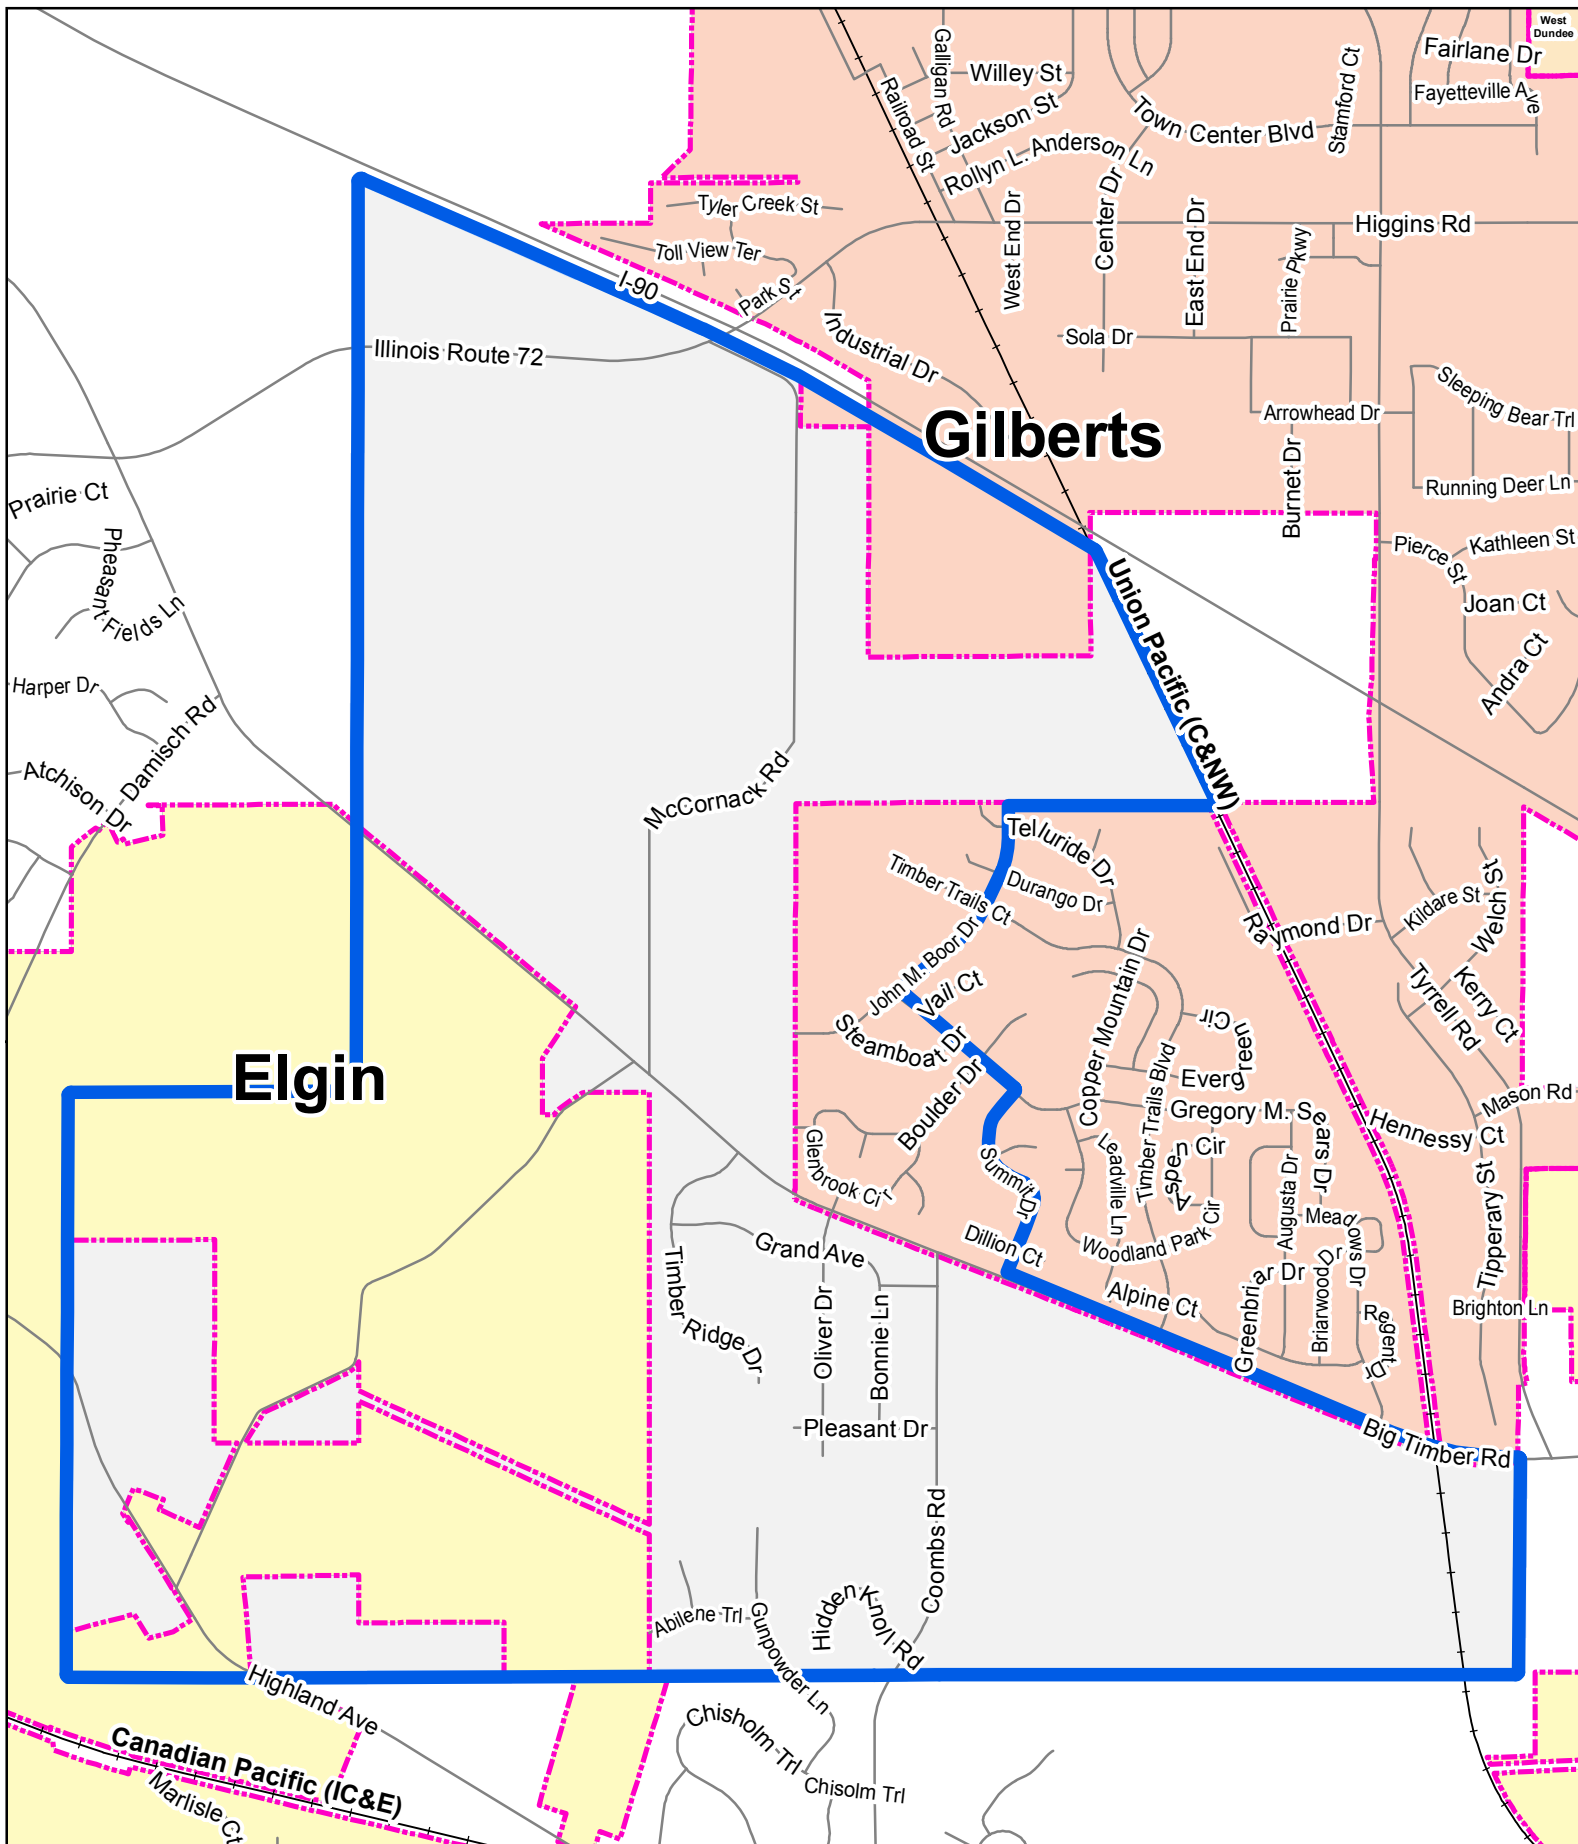 West
Dundee
Fairlane Dr
Fayetteville Ave
Stamford Ct
Galligan Rd
Willey St
Railroad St
Jackson St
Town Center Blvd
Rollyn L. Anderson Ln
Tyler Creek St
West End Dr
Center Dr
East End Dr
Higgins Rd
Prairie Pkwy
Toll View Ter
I-90
Park St
Industrial Dr
Sola Dr
Illinois Route 72
Sleeping Bear Trl
Arrowhead Dr
Gilberts
Burnet Dr
Running Deer Ln
Prairie Ct
Pierce St
Kathleen St
Pheasant
Fields Ln
Union Pacific (C&NW)
Joan Ct
Andra Ct
Harper Dr
Damisch Rd
Atchison Dr
McCornack Rd
Telluride Dr
Timber Trails Ct
Durango Dr
Kildare St
Welch St
Raymond Dr
John M. Boor Dr
Vail Ct
Steamboat Dr
Copper Mountain Dr
Evergreen Cir
Tyrrell Rd
Kerry Ct
Elgin
Boulder Dr
Timber Trails Blvd
Gregory M. Sears Dr
Mason Rd
Hennessy Ct
Glenbrook Cir
Summit Dr
Leadville Ln
Aspen Cir
Augusta Dr
Tipperary St
Meadows Dr
Woodland Park Cir
Dillion Ct
Grand Ave
Timber Ridge Dr
Oliver Dr
Bonnie Ln
Alpine Ct
Greenbriar Dr
Briarwood Dr
Regent Dr
Brighton Ln
Pleasant Dr
Big Timber Rd
Coombs Rd
Abilene Trl
Gunpowder Ln
Hidden Knoll Rd
Highland Ave
Chisholm Trl
Chisolm Trl
Canadian Pacific (IC&E)
Marlisle Ct